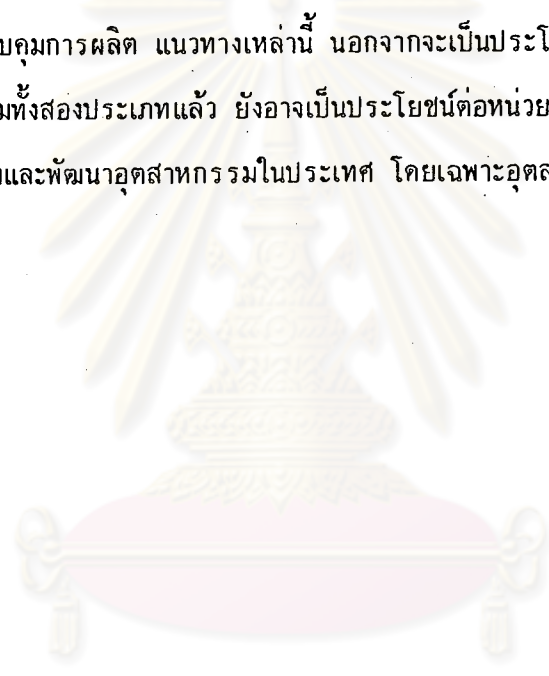 บคุมการผลิต แนวทางเหล่านี้ นอกจากจะเป็นประโ
มทั้งสองประเภทแล้ว ยังอาจเป็นประโยชน์ต่อหน่วย
และพัฒนาอุตสาหกรรมในประเทศ โดยเฉพาะอุตส